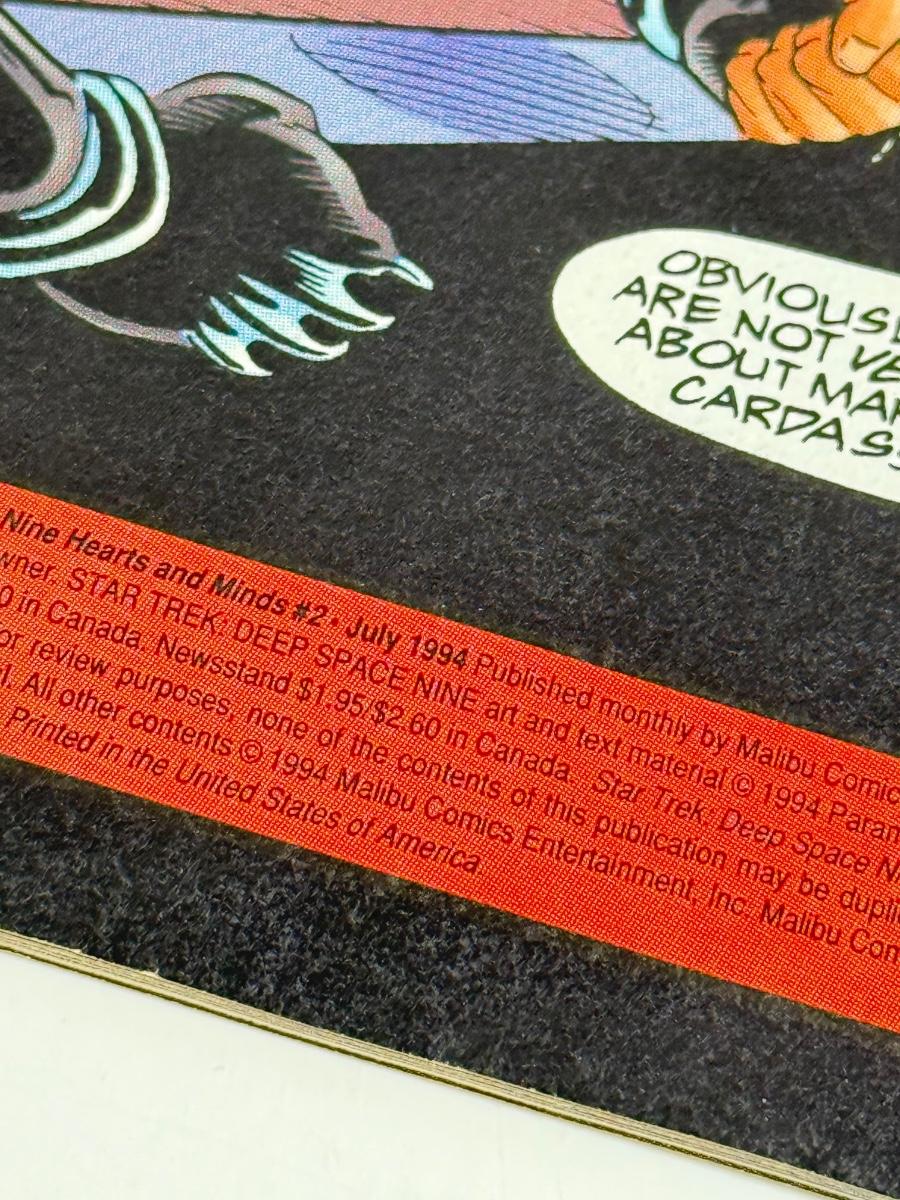 OBVIOUSL
ARE NOT VE
ABOUT MAR
CARDASS
Nine Hearts and Minds #2 • July 1994 Published monthly by Malibu Comic
wner. STAR TREK: DEEP SPACE NINE art and text material © 1994 Param
0 in Canada. Newsstand $1.95/$2.60 in Canada. Star Trek: Deep Space N
or review purposes, none of the contents of this publication may be dupli
l. All other contents © 1994 Malibu Comics Entertainment, Inc. Malibu Com
Printed in the United States of America